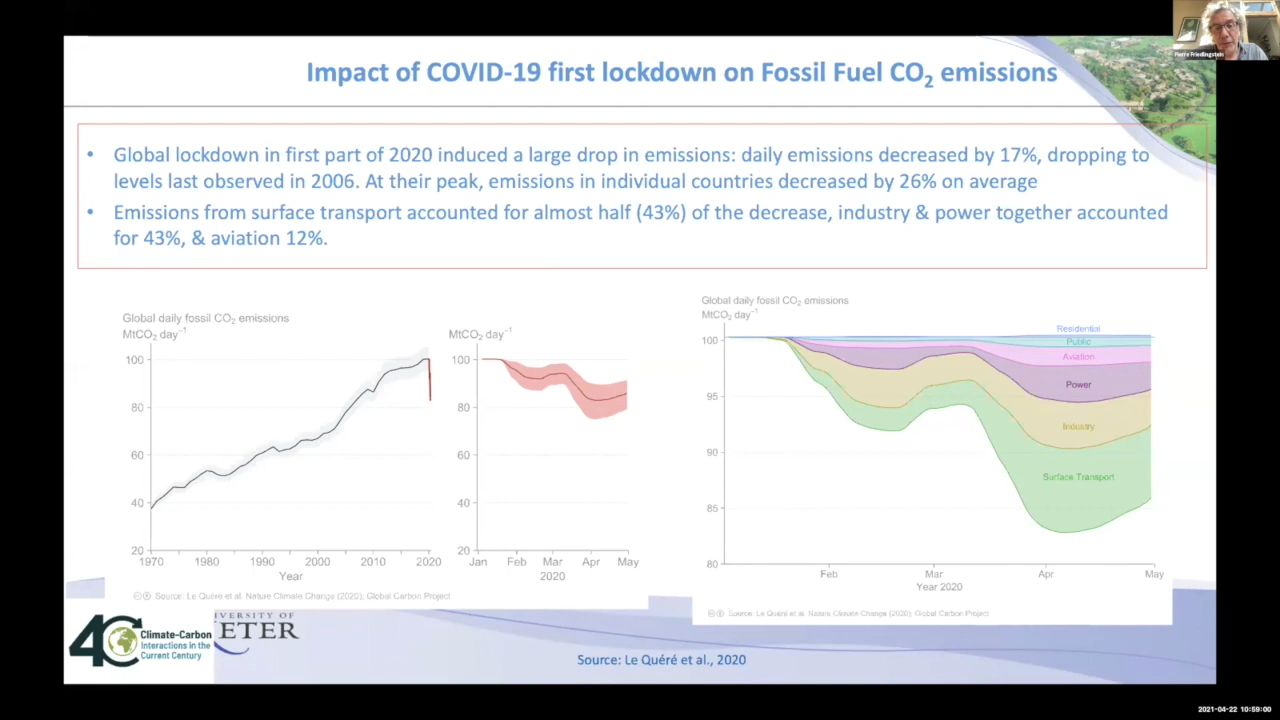 Pierre Friedlingstein
Impact of COVID-19 first lockdown on Fossil Fuel CO₂ emissions
• Global lockdown in first part of 2020 induced a large drop in emissions: daily emissions decreased by 17%, dropping to
levels last observed in 2006. At their peak, emissions in individual countries decreased by 26% on average
• Emissions from surface transport accounted for almost half (43%) of the decrease, industry & power together accounted
for 43%, & aviation 12%.
Global daily fossil CO₂ emissions
MtCO₂ day⁻¹
100
80
60
40
20
1970 1980 1990 2000 2010 2020
Year
MtCO₂ day⁻¹
100
80
60
40
20
Jan Feb Mar Apr May
2020
Source: Le Quéré et al. Nature Climate Change (2020); Global Carbon Project
Global daily fossil CO₂ emissions
MtCO₂ day⁻¹
100
95
90
85
80
Residential
Public
Aviation
Power
Industry
Surface Transport
Feb Mar Apr May
Year 2020
Source: Le Quéré et al. Nature Climate Change (2020); Global Carbon Project
4C
Climate-Carbon
Interactions in the
Current Century
IVERSITY OF
ETER
Source: Le Quéré et al., 2020
2021-04-22 10:59:00